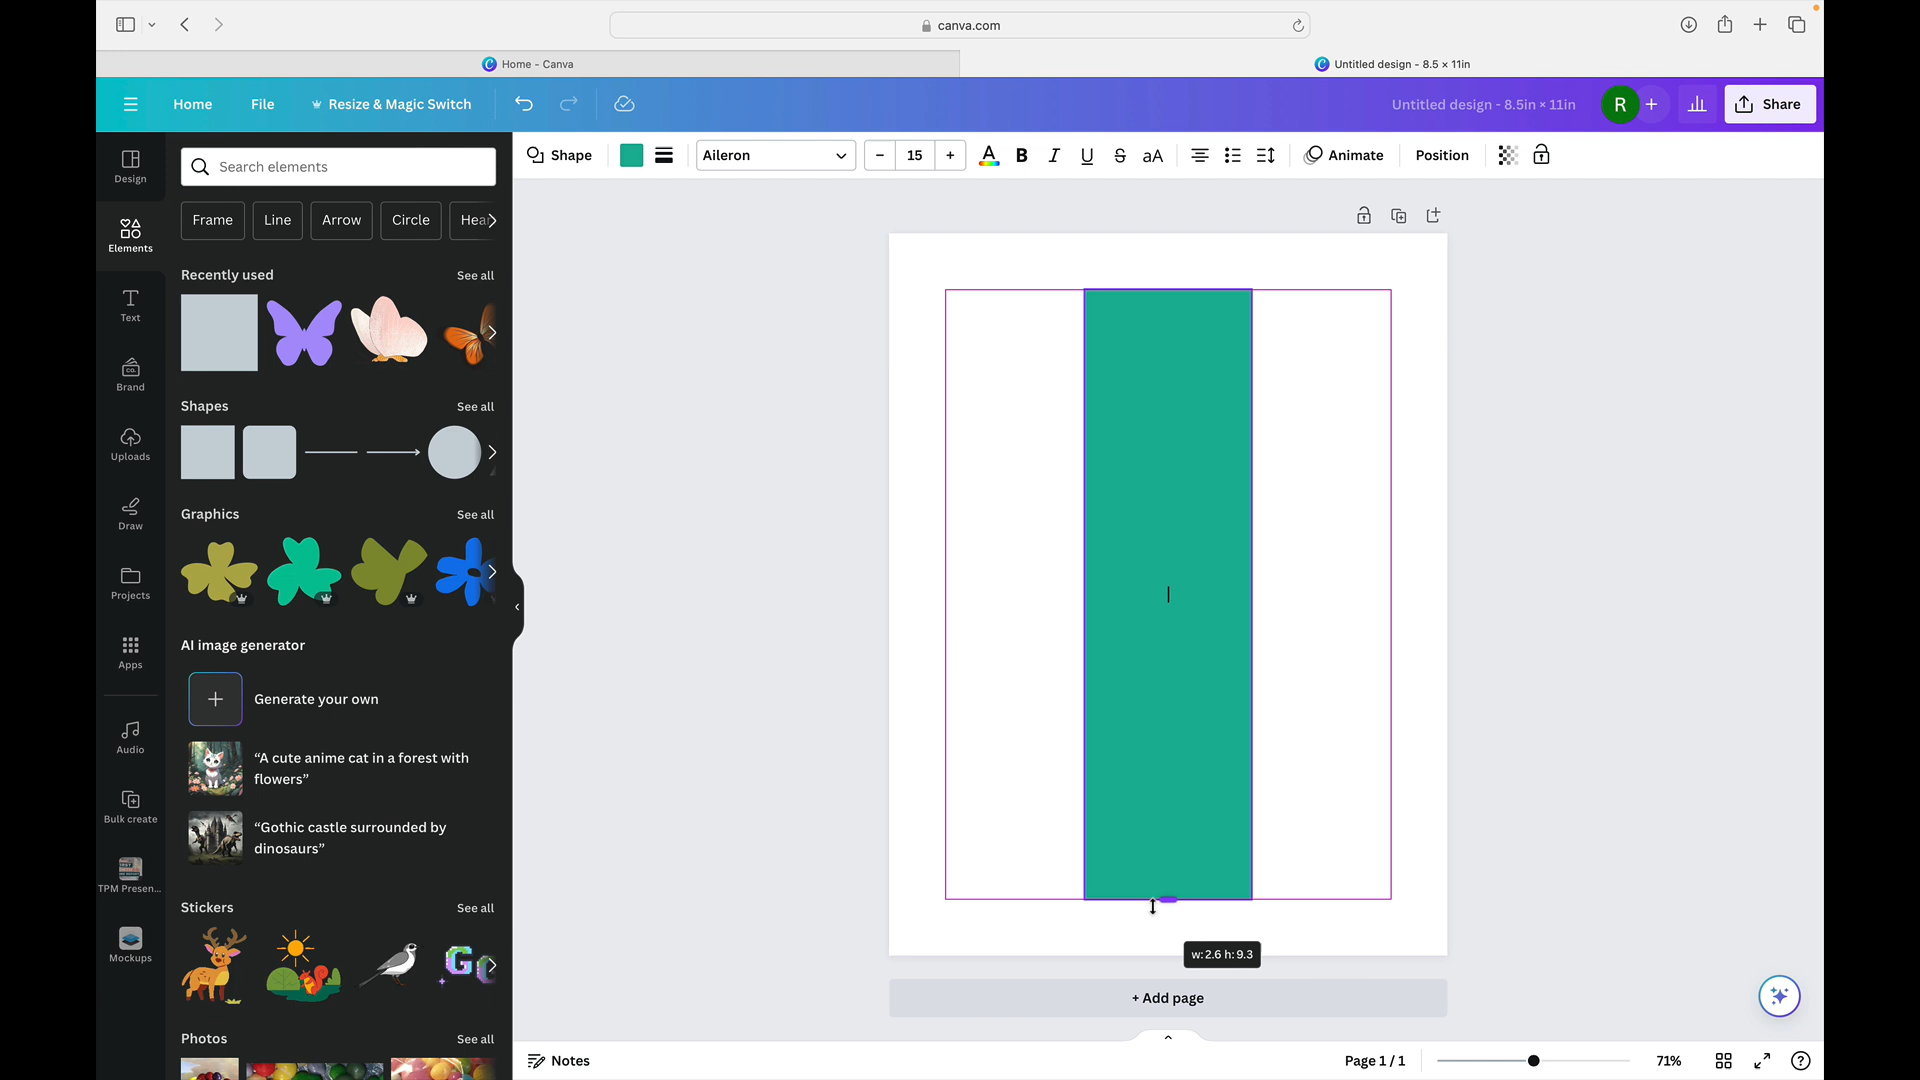 canva.com
Home - Canva
Untitled design - 8.5 × 11in
Home
File
Resize & Magic Switch
Untitled design - 8.5in × 11in
R
Share
Design
Elements
Text
Brand
Uploads
Draw
Projects
Apps
Audio
Bulk create
TPM Presen...
Mockups
Search elements
Frame
Line
Arrow
Circle
Hea
Recently used
See all
Shapes
See all
Graphics
See all
AI image generator
Generate your own
“A cute anime cat in a forest with
flowers”
“Gothic castle surrounded by
dinosaurs”
Stickers
See all
Photos
See all
Shape
Aileron
15
A
B
I
U
S
aA
Animate
Position
w: 2.6 h: 9.3
+ Add page
Notes
Page 1 / 1
71%